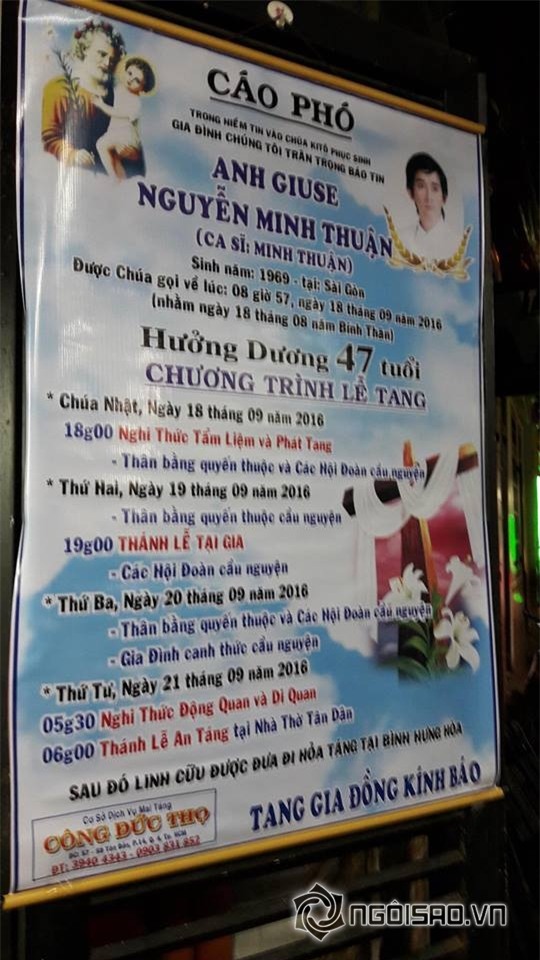 CÁO PHÓ
TRONG NIỀM TIN VÀO CHÚA KITÔ PHỤC SINH
GIA ĐÌNH CHÚNG TÔI TRÂN TRỌNG BÁO TIN
ANH GIUSE
NGUYỄN MINH THUẬN
(CA SĨ: MINH THUẬN)
Sinh năm: 1969 - tại: Sài Gòn
Được Chúa gọi về lúc: 08 giờ 57, ngày 18 tháng 09 năm 2016
(nhằm ngày 18 tháng 08 năm Bính Thân)
Hưởng Dương 47 tuổi
CHƯƠNG TRÌNH LỄ TANG
* Chúa Nhật, Ngày 18 tháng 09 năm 2016
18g00 Nghi Thức Tẩm Liệm và Phát Tang
- Thân bằng quyến thuộc và Các Hội Đoàn cầu nguyện
* Thứ Hai, Ngày 19 tháng 09 năm 2016
- Thân bằng quyến thuộc cầu nguyện
19g00 THÁNH LỄ TẠI GIA
- Các Hội Đoàn cầu nguyện
* Thứ Ba, Ngày 20 tháng 09 năm 2016
- Thân bằng quyến thuộc và Các Hội Đoàn cầu nguyện
- Gia Đình canh thức cầu nguyện
* Thứ Tư, Ngày 21 tháng 09 năm 2016
05g30 Nghi Thức Động Quan và Di Quan
06g00 Thánh Lễ An Táng tại Nhà Thờ Tân Dân
SAU ĐÓ LINH CỮU ĐƯỢC ĐƯA ĐI HỎA TÁNG TẠI BÌNH HƯNG HÒA
TANG GIA ĐỒNG KÍNH BÁO
Cơ Sở Dịch Vụ Mai Táng
CÔNG ĐỨC THỌ
ĐT: 3940 4343 - 0903 831 852
NGÔISAO.VN